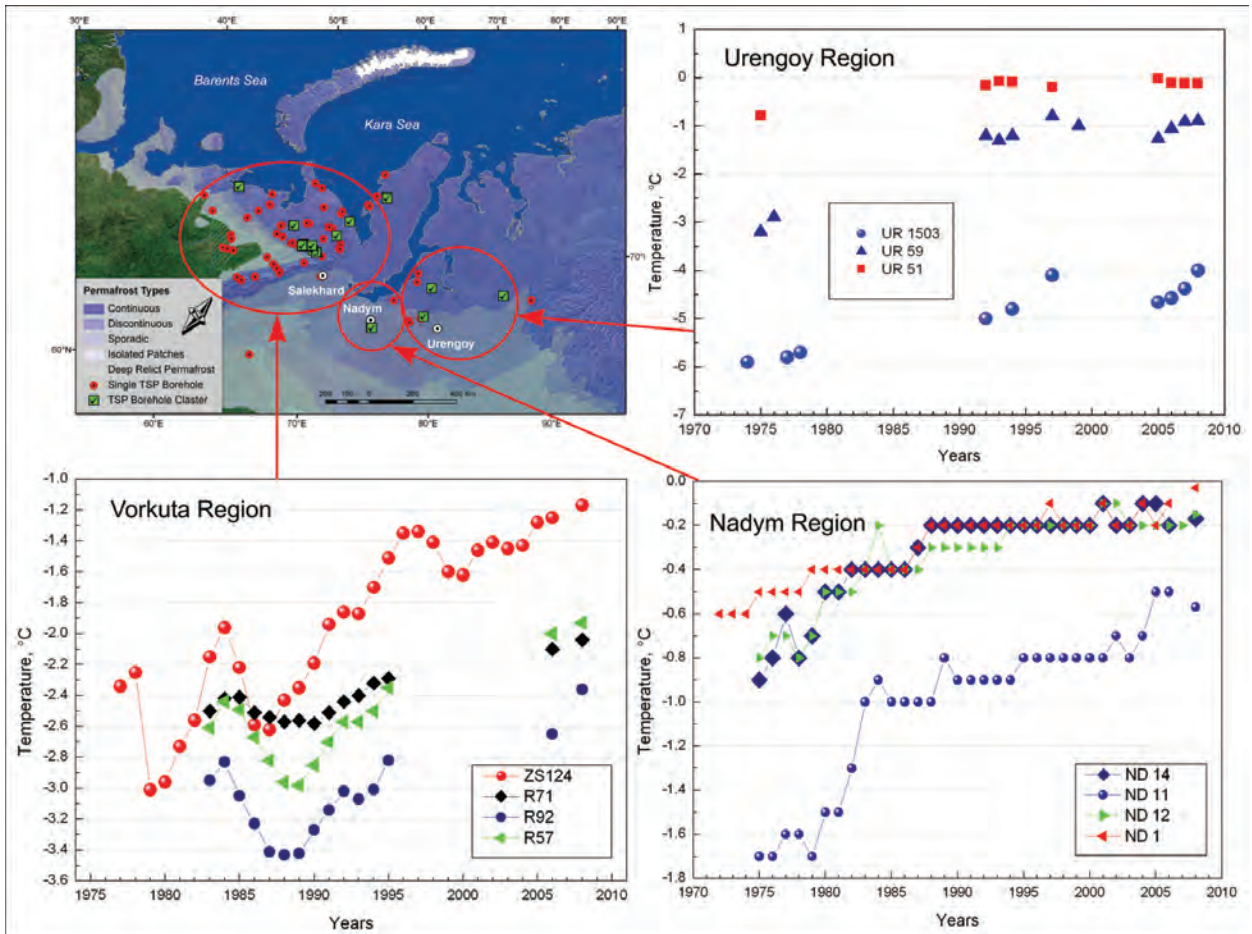 30°E
40°E
50°E
60°E
70°E
80°E
Barents Sea
Kara Sea
70°N
Salekhard
Nadym
Urengoy
Permafrost Types
Continuous
Discontinuous
Sporadic
Isolated Patches
Deep Relict Permafrost
Single TSP Borehole
TSP Borehole Claster
60°N
400 Km
60°E
70°E
80°E
90°E
Urengoy Region
Temperature, °C
1
0
-1
-2
-3
-4
-5
-6
-7
UR 1503
UR 59
UR 51
1970 1975 1980 1985 1990 1995 2000 2005 2010
Years
Vorkuta Region
Temperature, °C
-1.0
-1.2
-1.4
-1.6
-1.8
-2.0
-2.2
-2.4
-2.6
-2.8
-3.0
-3.2
-3.4
-3.6
ZS124
R71
R92
R57
1975 1980 1985 1990 1995 2000 2005 2010
Years
Nadym Region
Temperature, °C
0.0
-0.2
-0.4
-0.6
-0.8
-1.0
-1.2
-1.4
-1.6
-1.8
ND 14
ND 11
ND 12
ND 1
1970 1975 1980 1985 1990 1995 2000 2005 2010
Years